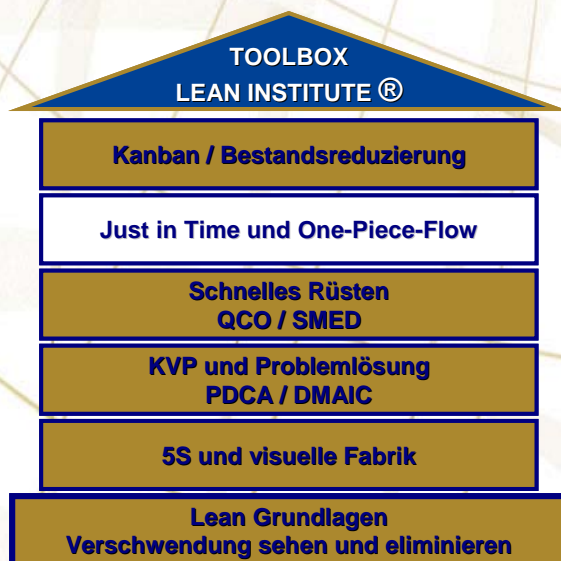 TOOLBOX
LEAN INSTITUTE ®
Kanban / Bestandsreduzierung
Just in Time und One-Piece-Flow
Schnelles Rüsten
QCO / SMED
KVP und Problemlösung
PDCA / DMAIC
5S und visuelle Fabrik
Lean Grundlagen
Verschwendung sehen und eliminieren